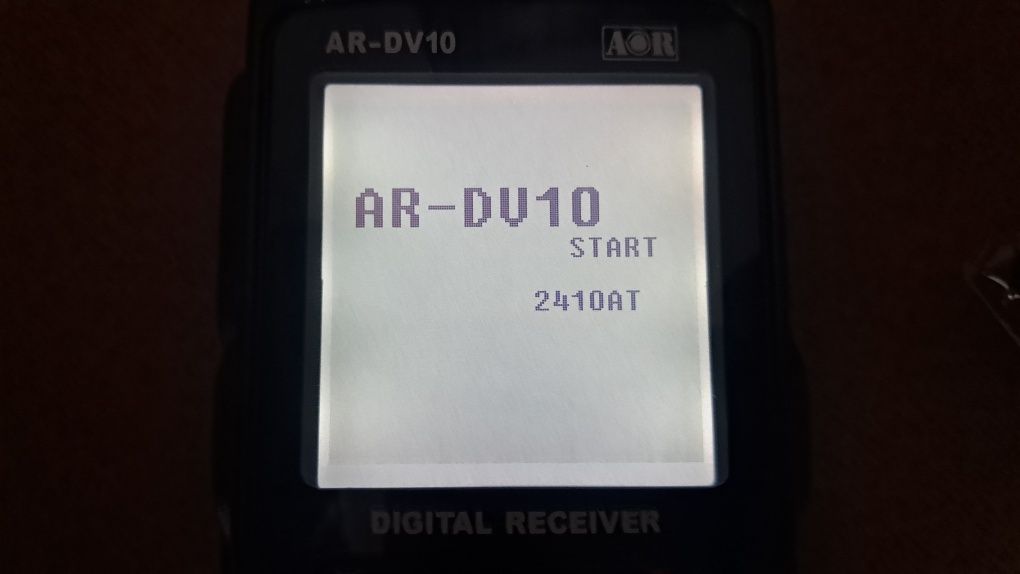 AR-DV10 AOR
AR-DV10
START
2410AT
DIGITAL RECEIVER